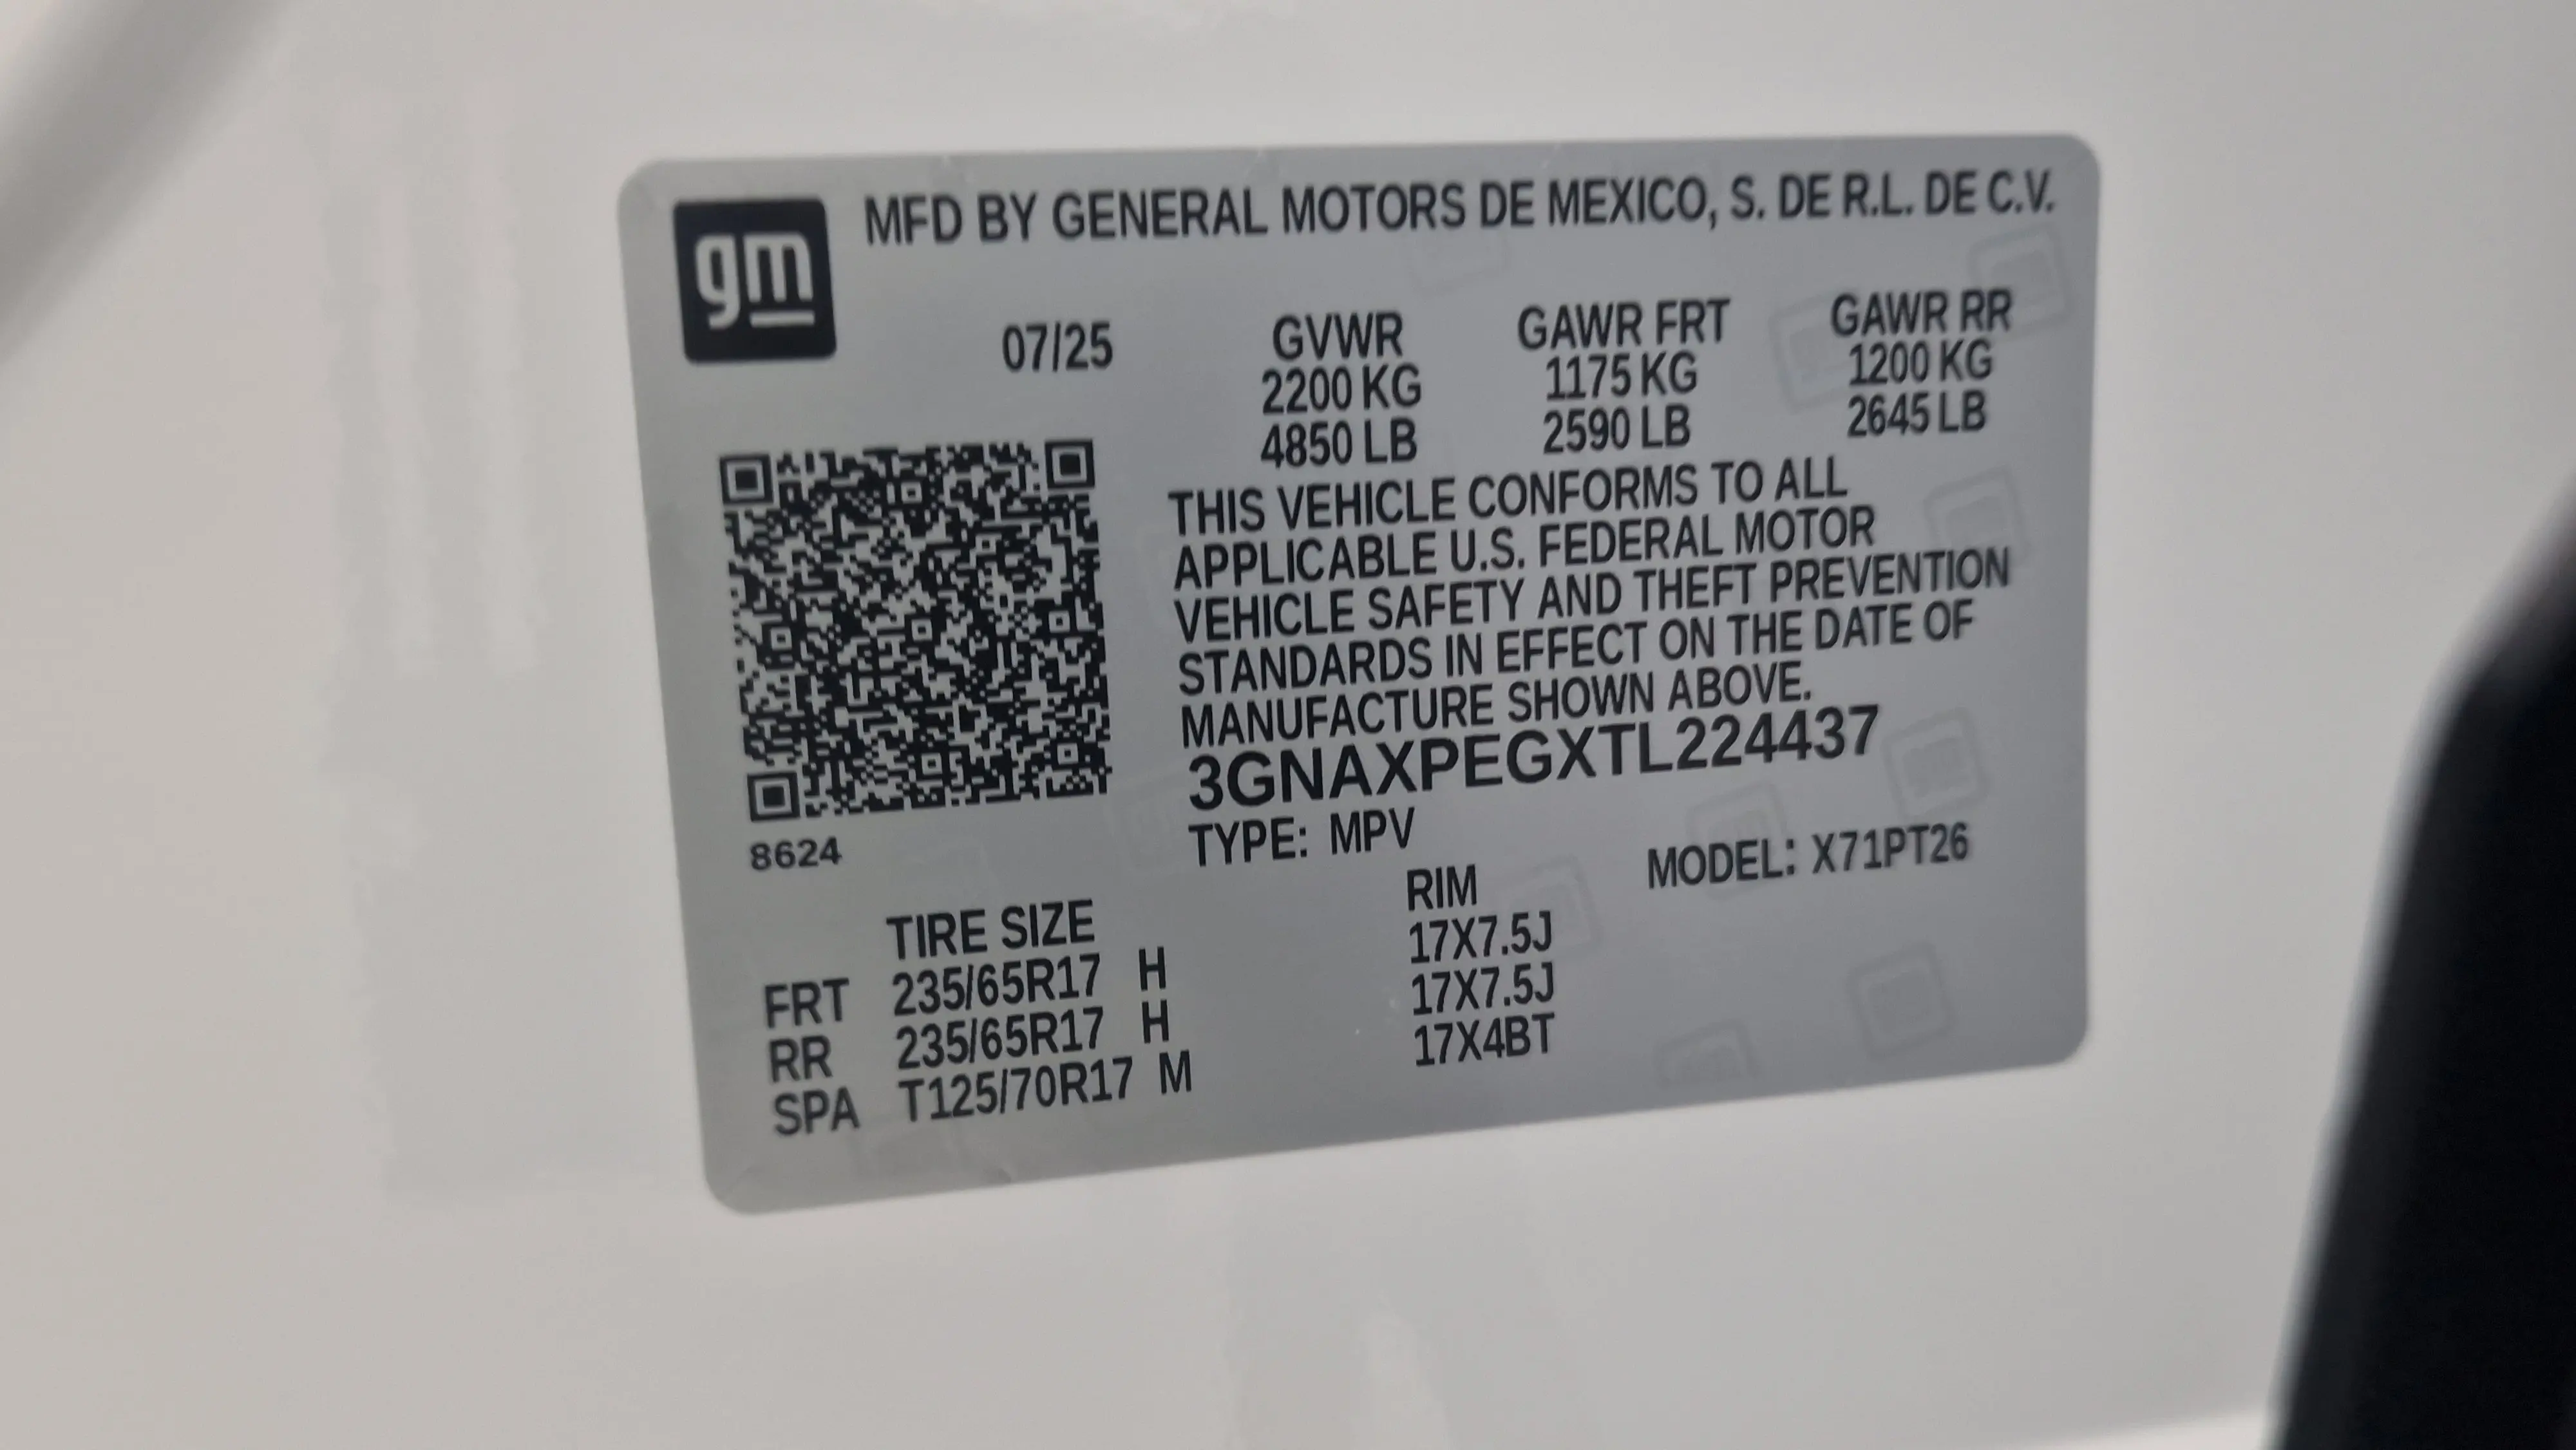 gm
MFD BY GENERAL MOTORS DE MEXICO, S. DE R.L. DE C.V.
07/25 GVWR GAWR FRT GAWR RR
2200 KG 1175 KG 1200 KG
4850 LB 2590 LB 2645 LB
THIS VEHICLE CONFORMS TO ALL
APPLICABLE U.S. FEDERAL MOTOR
VEHICLE SAFETY AND THEFT PREVENTION
STANDARDS IN EFFECT ON THE DATE OF
MANUFACTURE SHOWN ABOVE.
3GNAXPEGXTL224437
8624
TYPE: MPV MODEL: X71PT26
TIRE SIZE RIM
FRT 235/65R17 H 17X7.5J
RR 235/65R17 H 17X7.5J
SPA T125/70R17 M 17X4BT